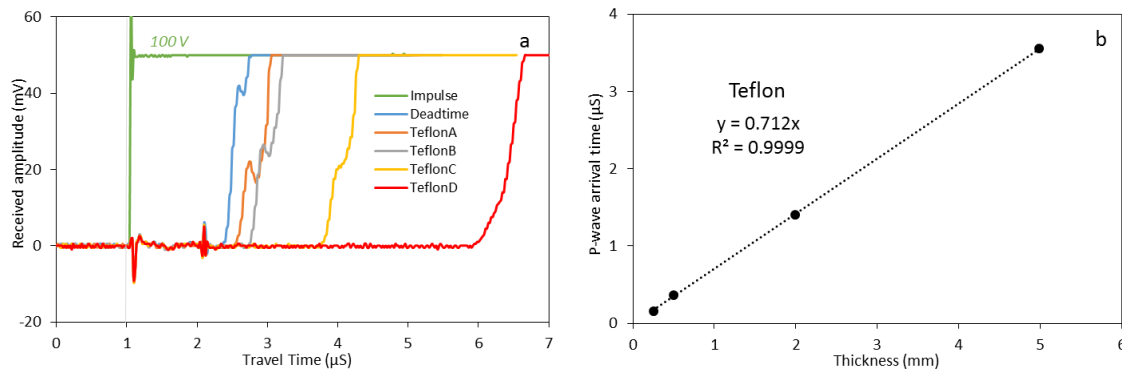 60
40
20
0
-20
Received amplitude (mV)
100 V
a
Impulse
Deadtime
TeflonA
TeflonB
TeflonC
TeflonD
0 1 2 3 4 5 6 7
Travel Time (µS)
4
3
2
1
0
P-wave arrival time (µS)
b
Teflon
y = 0.712x
R² = 0.9999
0 1 2 3 4 5 6
Thickness (mm)